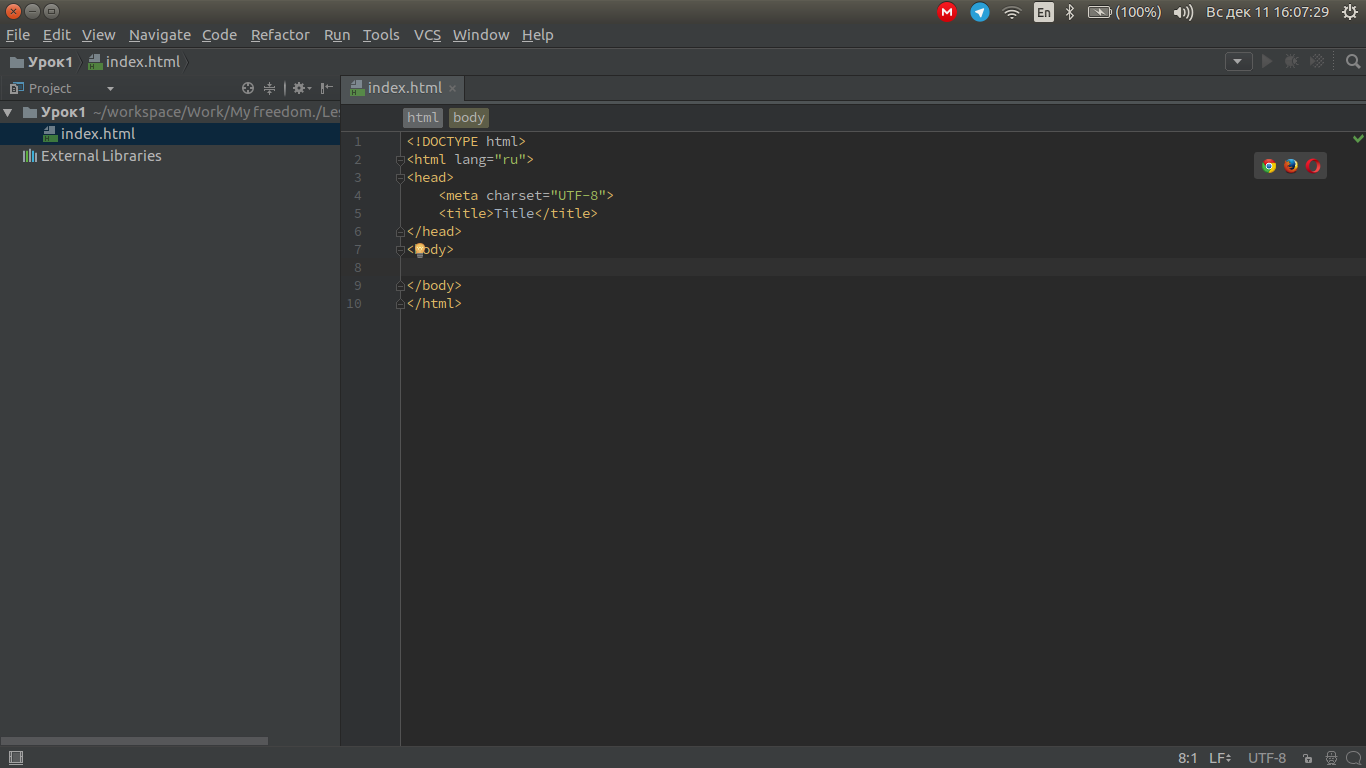 En (100%) Вс дек 11 16:07:29
File Edit View Navigate Code Refactor Run Tools VCS Window Help
Урок1 index.html
Project
index.html
Урок1 ~/workspace/Work/My freedom./Le
index.html
External Libraries
html body
1 <!DOCTYPE html>
2 <html lang="ru">
3 <head>
4 <meta charset="UTF-8">
5 <title>Title</title>
6 </head>
7 <body>
8
9 </body>
10 </html>
8:1 LF UTF-8